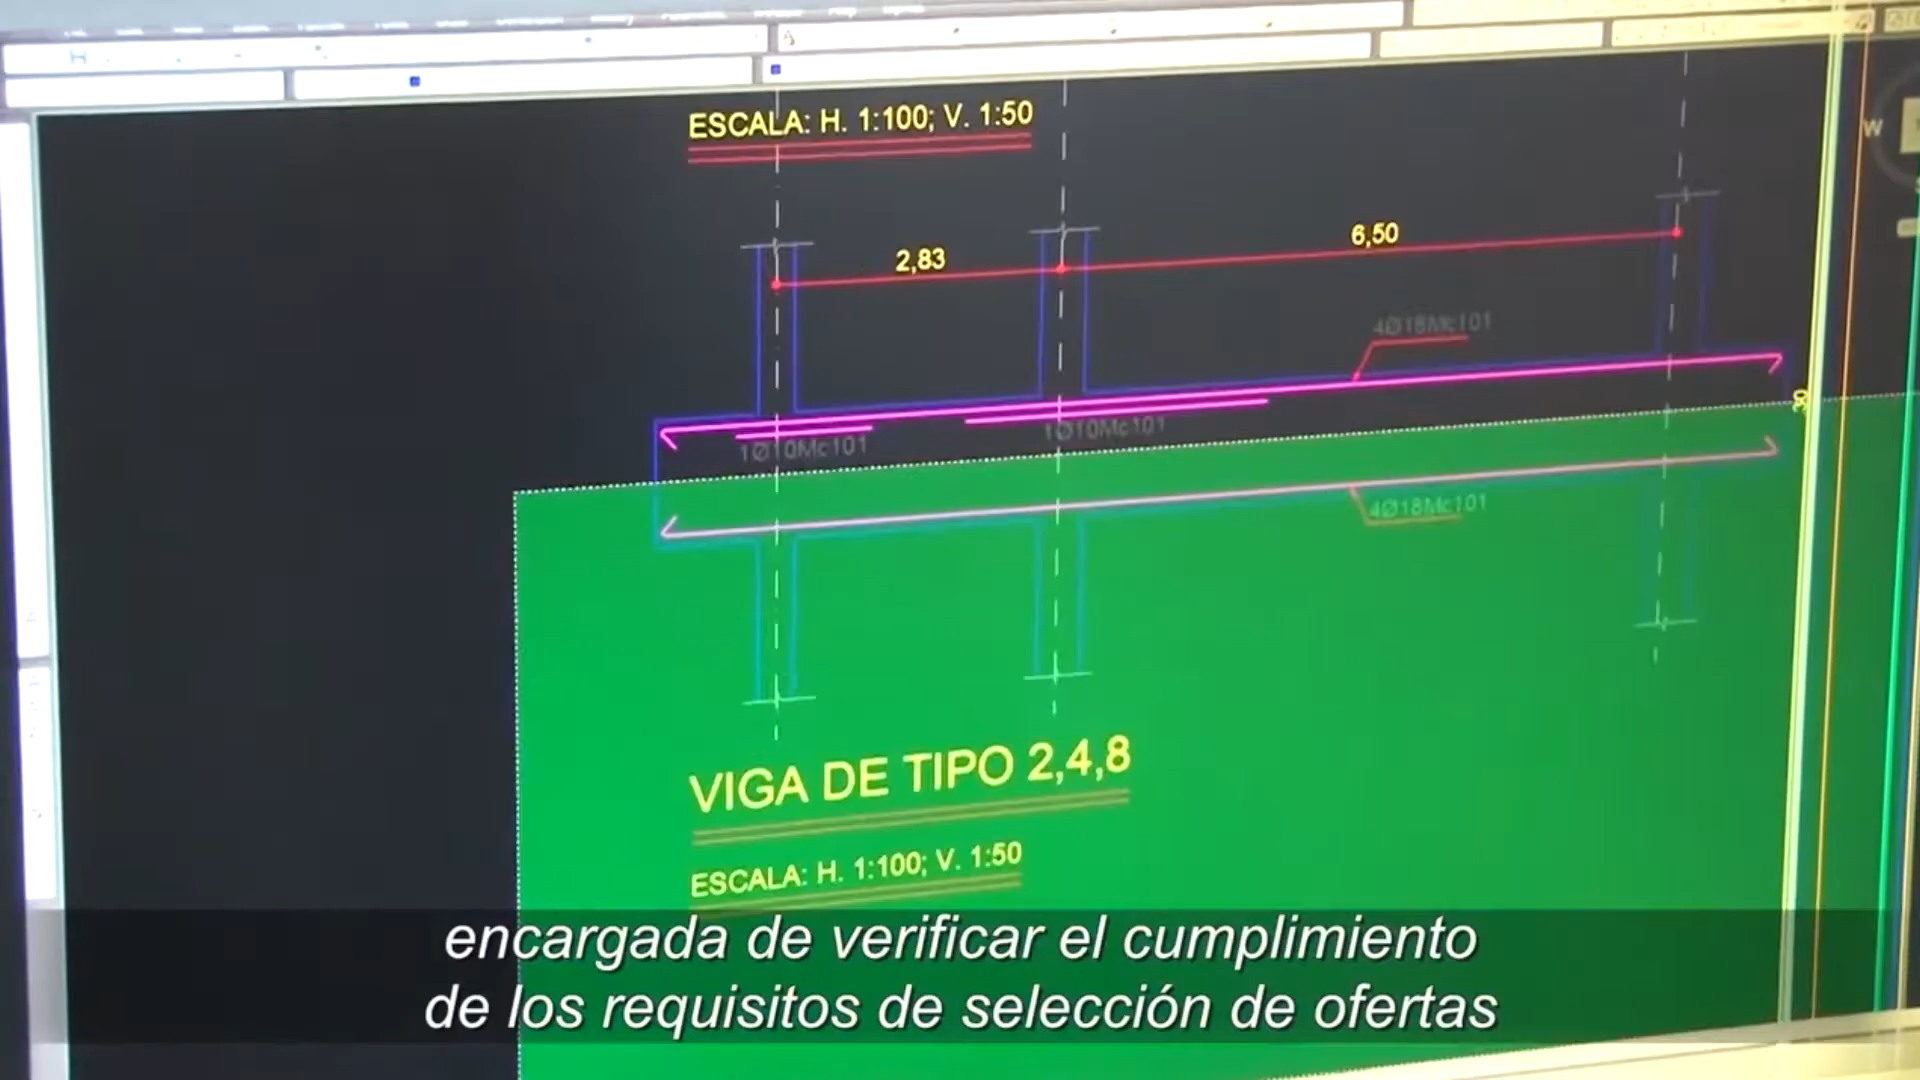 ESCALA: H. 1:100; V. 1:50
W
2,83
6,50
4Ø18Mc101
30
1Ø10Mc101
1Ø10Mc101
4Ø18Mc101
VIGA DE TIPO 2,4,8
ESCALA: H. 1:100; V. 1:50
encargada de verificar el cumplimiento
de los requisitos de selección de ofertas